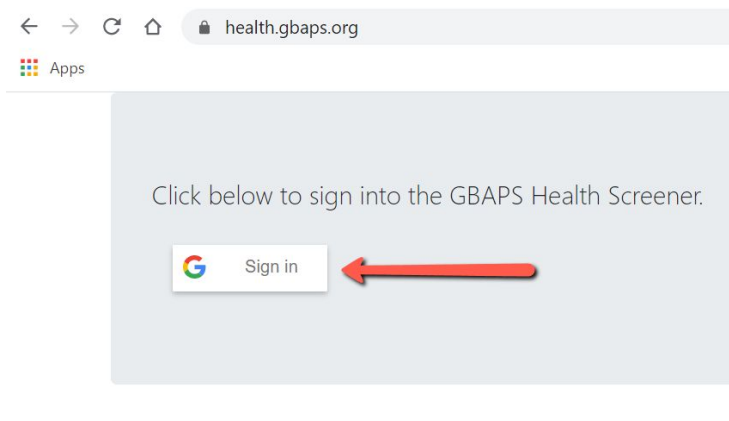 health.gbaps.org
Apps
Click below to sign into the GBAPS Health Screener.
Sign in